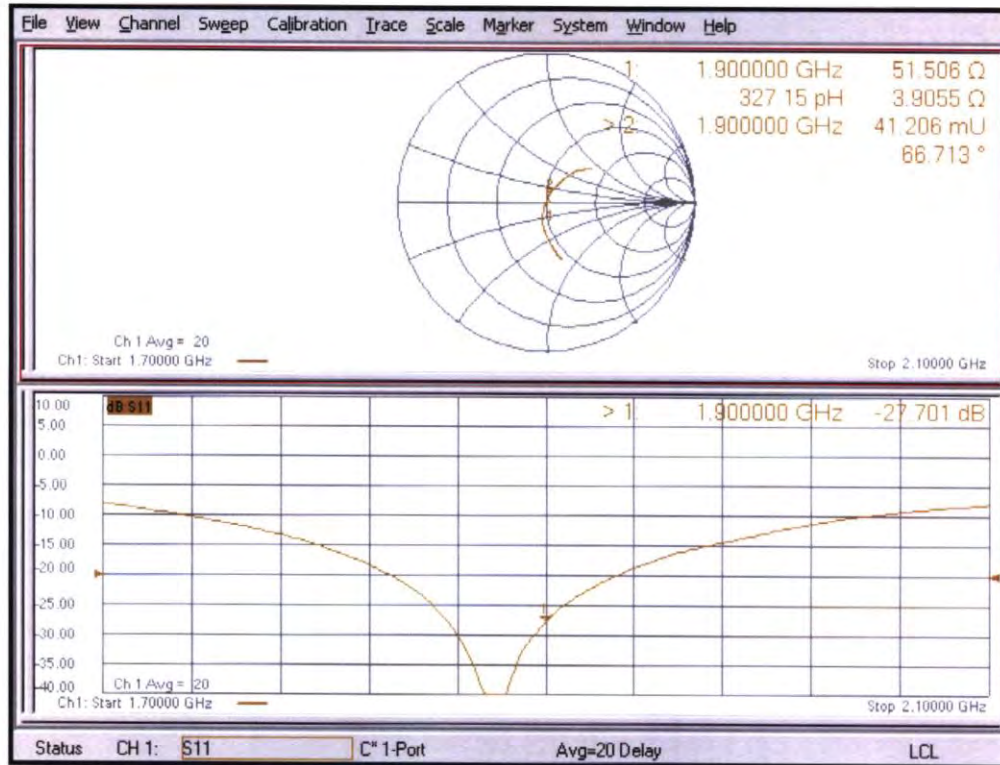 File View Channel Sweep Calibration Trace Scale Marker System Window Help
1: 1.900000 GHz 51.506 Ω
327 15 pH 3.9055 Ω
> 2: 1.900000 GHz 41.206 mU
66.713 °
Ch 1 Avg = 20
Ch1: Start 1.70000 GHz Stop 2.10000 GHz
10.00 dB S11 > 1: 1.900000 GHz -27.701 dB
5.00
0.00
-5.00
-10.00
-15.00
-20.00
-25.00
-30.00
-35.00
-40.00
Ch 1 Avg = 20
Ch1: Start 1.70000 GHz Stop 2.10000 GHz
Status CH 1: S11 C* 1-Port Avg=20 Delay LCL